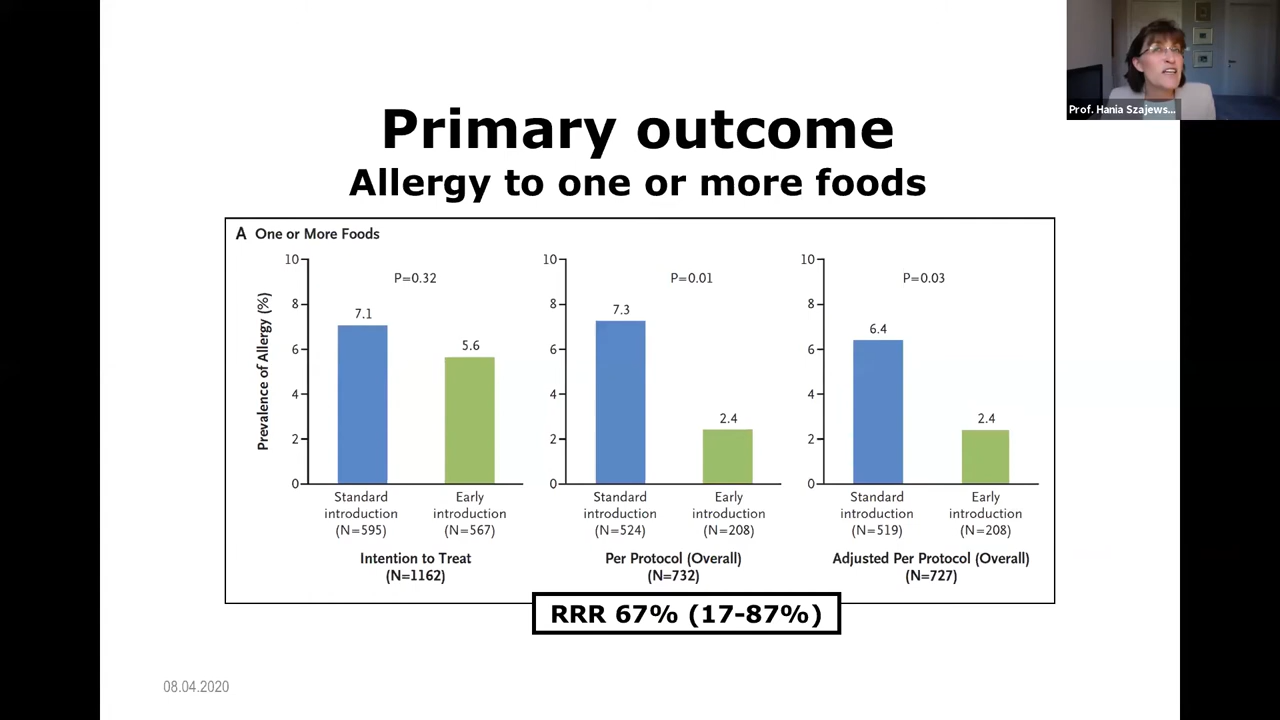 Prof. Hania Szajews...
Primary outcome
Allergy to one or more foods
A One or More Foods
Prevalence of Allergy (%)
10
8
6
4
2
0
P=0.32
7.1
5.6
Standard
introduction
(N=595)
Early
introduction
(N=567)
Intention to Treat
(N=1162)
10
8
6
4
2
0
P=0.01
7.3
2.4
Standard
introduction
(N=524)
Early
introduction
(N=208)
Per Protocol (Overall)
(N=732)
10
8
6
4
2
0
P=0.03
6.4
2.4
Standard
introduction
(N=519)
Early
introduction
(N=208)
Adjusted Per Protocol (Overall)
(N=727)
RRR 67% (17-87%)
08.04.2020